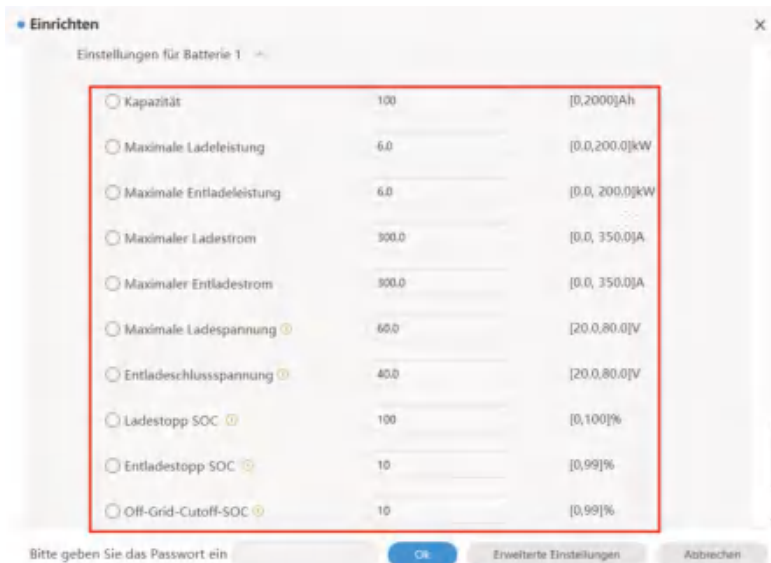 Einrichten
Einstellungen für Batterie 1
Kapazität 100 [0,2000]Ah
Maximale Ladeleistung 6.0 [0.0,200.0]kW
Maximale Entladeleistung 6.0 [0.0, 200.0]kW
Maximaler Ladestrom 300.0 [0.0, 350.0]A
Maximaler Entladestrom 300.0 [0.0, 350.0]A
Maximale Ladespannung 60.0 [20.0,80.0]V
Entladeschlussspannung 40.0 [20.0,80.0]V
Ladestopp SOC 100 [0,100]%
Entladestopp SOC 10 [0,99]%
Off-Grid-Cutoff-SOC 10 [0,99]%
Bitte geben Sie das Passwort ein Ok Erweiterte Einstellungen Abbrechen